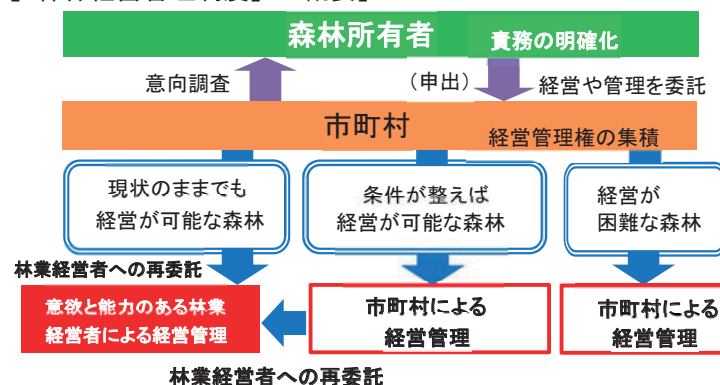 森林所有者 責務の明確化
意向調査
(申出)
経営や管理を委託
市町村
経営管理権の集積
現状のままでも
経営が可能な森林
条件が整えば
経営が可能な森林
経営が
困難な森林
林業経営者への再委託
意欲と能力のある林業
経営者による経営管理
市町村による
経営管理
市町村による
経営管理
林業経営者への再委託